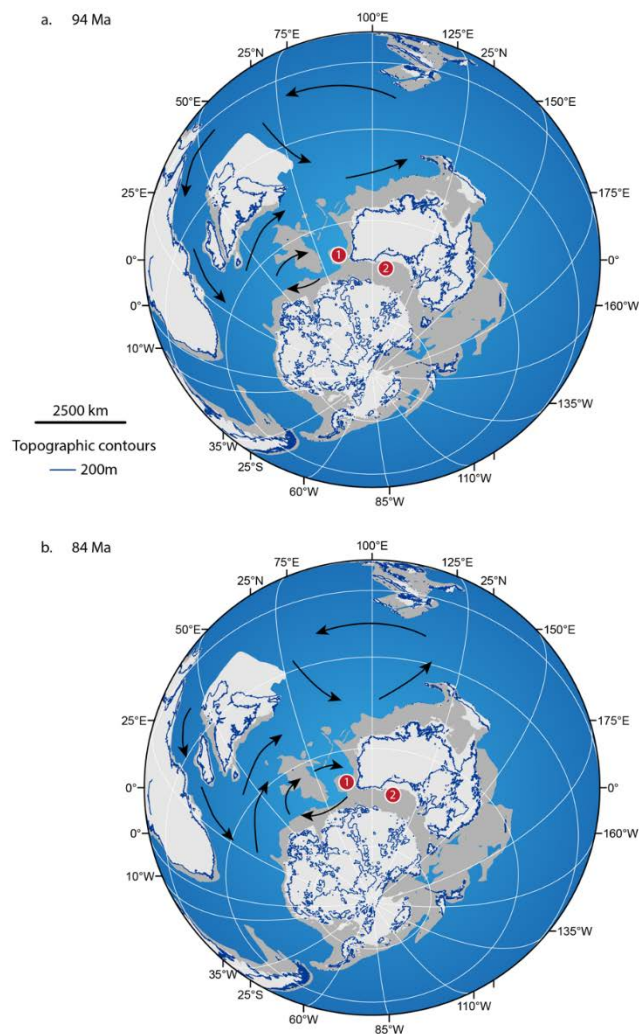 a. 94 Ma
100°E
75°E
125°E
25°N
25°N
50°E
150°E
25°E
175°E
0°
0°
1
2
0°
160°W
10°W
2500 km
135°W
Topographic contours
35°W
200m
25°S
110°W
60°W
85°W
b. 84 Ma
100°E
75°E
125°E
25°N
25°N
50°E
150°E
25°E
175°E
1
2
0°
0°
0°
160°W
10°W
135°W
35°W
25°S
110°W
60°W
85°W